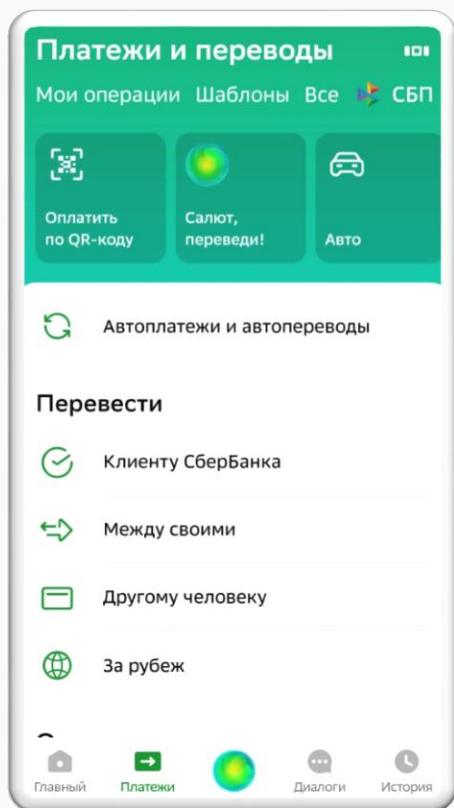 Платежи и переводы
Мои операции Шаблоны Все СБП
Оплатить
по QR-коду
Салют,
переведи!
Авто
Автоплатежи и автопереводы
Перевести
Клиенту СберБанка
Между своими
Другому человеку
За рубеж
Главный Платежи Диалоги История